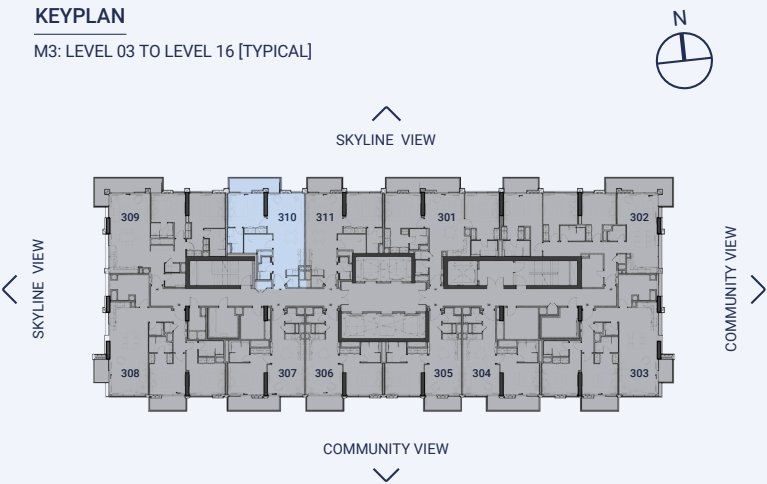 KEYPLAN
N
M3: LEVEL 03 TO LEVEL 16 [TYPICAL]
SKYLINE VIEW
309
310
311
301
302
SKYLINE VIEW
COMMUNITY VIEW
308
307
306
305
304
303
COMMUNITY VIEW